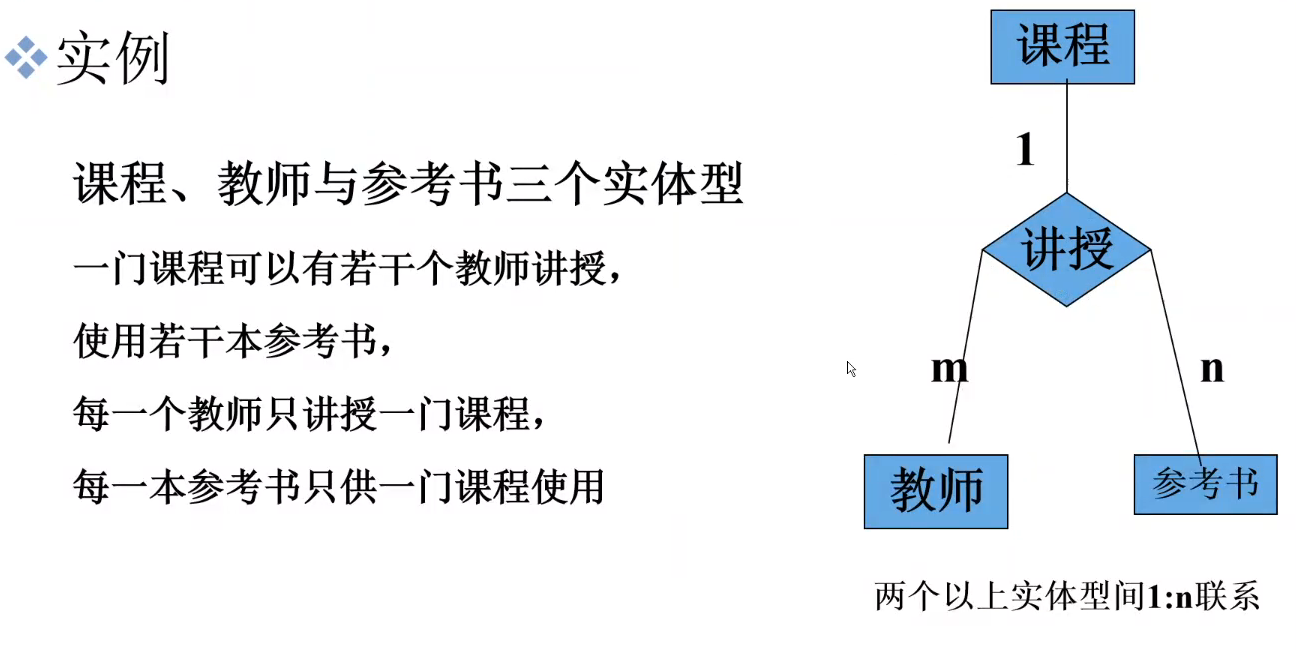 实例
课程、教师与参考书三个实体型
一门课程可以有若干个教师讲授，
使用若干本参考书，
每一个教师只讲授一门课程，
每一本参考书只供一门课程使用
课程
1
讲授
m
n
教师
参考书
两个以上实体型间1:n联系